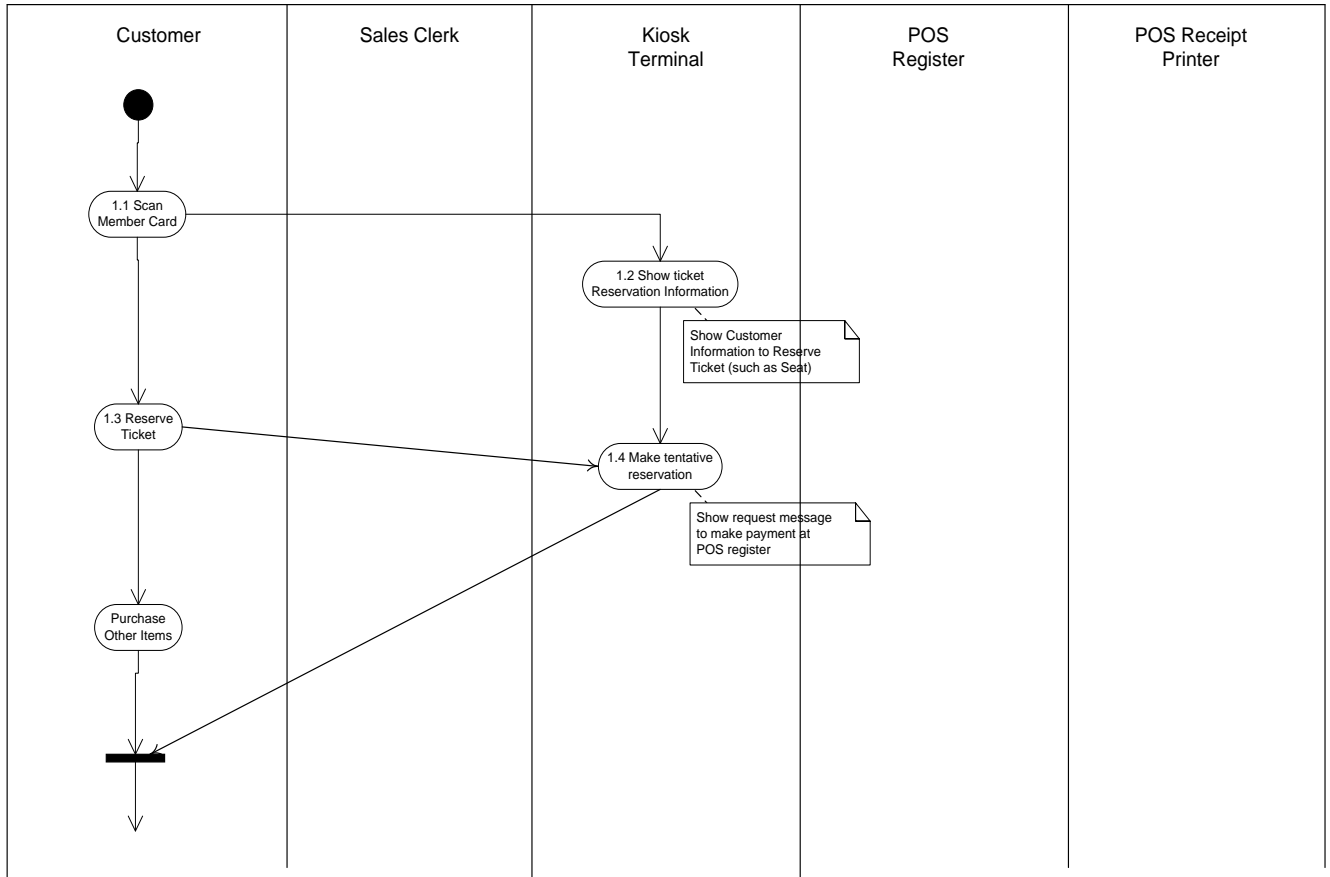 Customer
Sales Clerk
Kiosk
Terminal
POS
Register
POS Receipt
Printer
1.1 Scan
Member Card
1.2 Show ticket
Reservation Information
Show Customer
Information to Reserve
Ticket (such as Seat)
1.3 Reserve
Ticket
1.4 Make tentative
reservation
Show request message
to make payment at
POS register
Purchase
Other Items